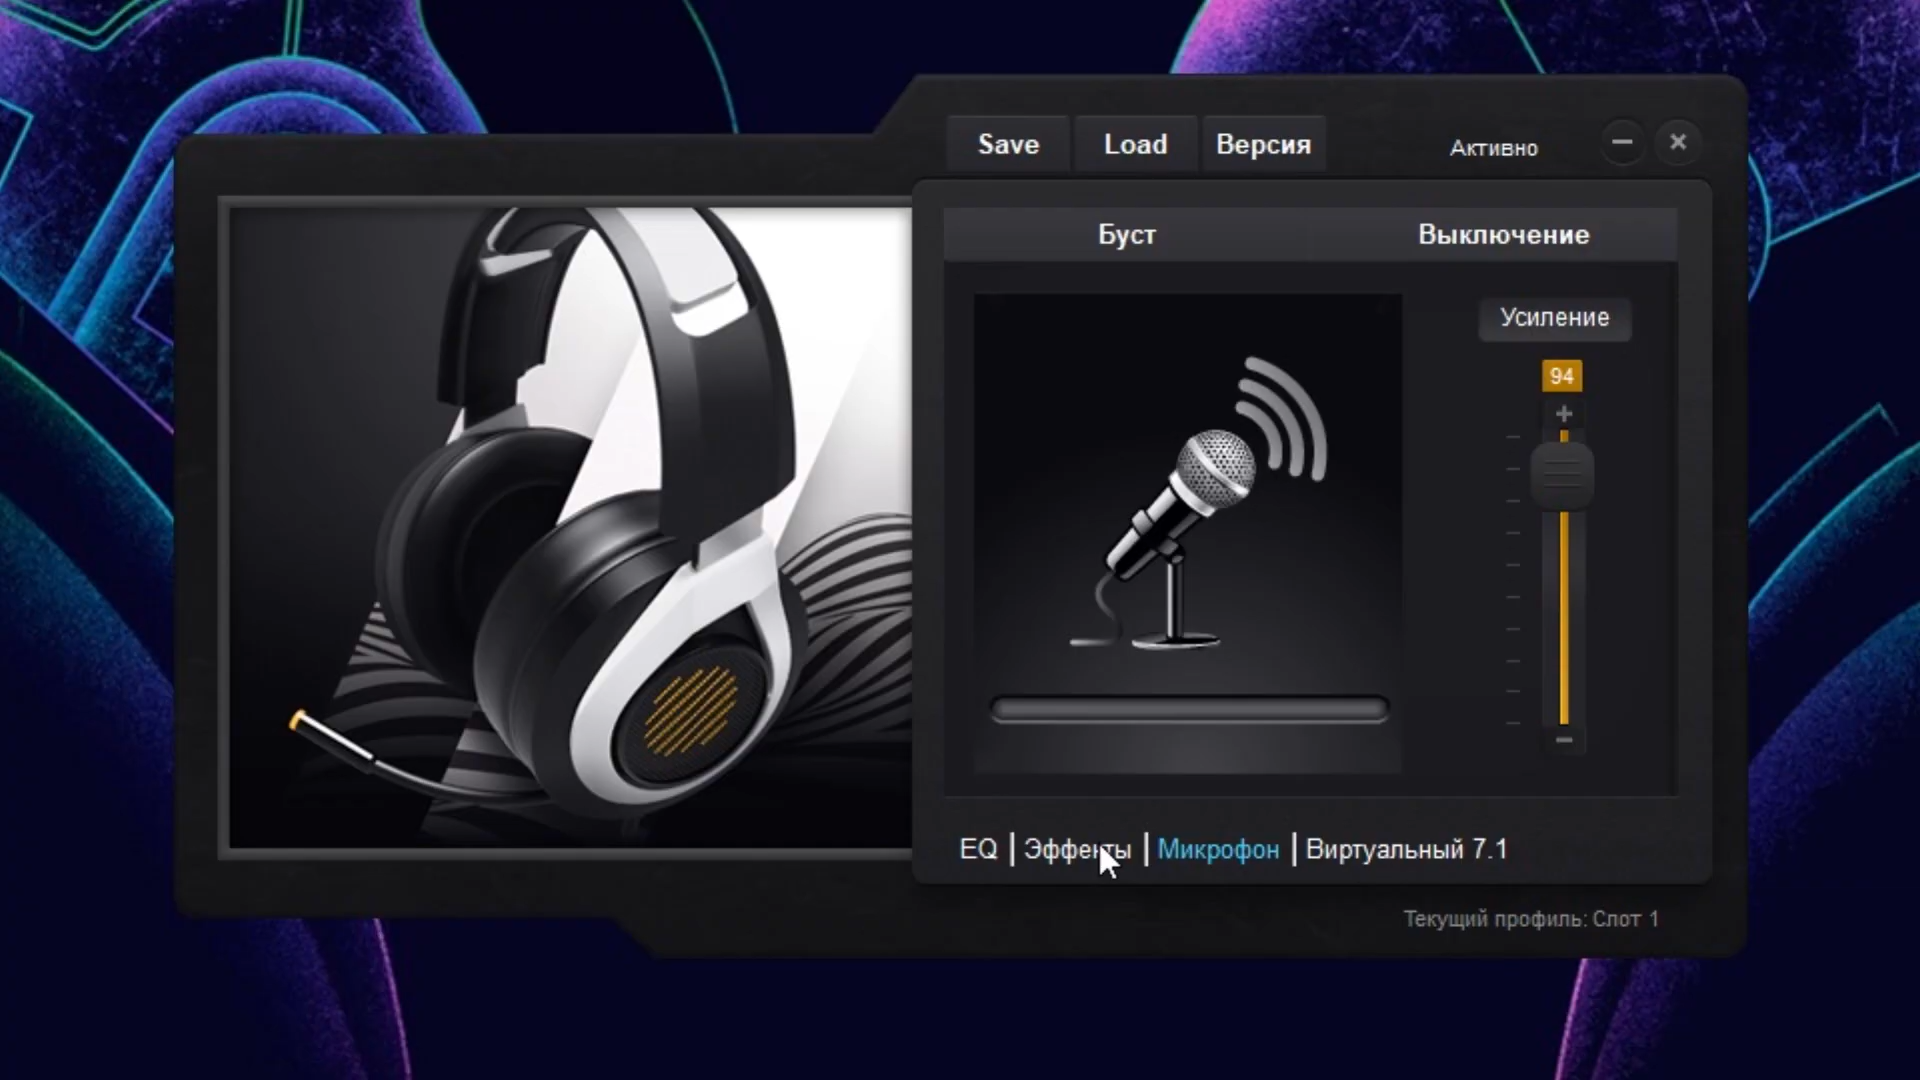 Save Load Версия Активно
Буст Выключение
Усиление
94
EQ | Эффекты | Микрофон | Виртуальный 7.1
Текущий профиль: Слот 1